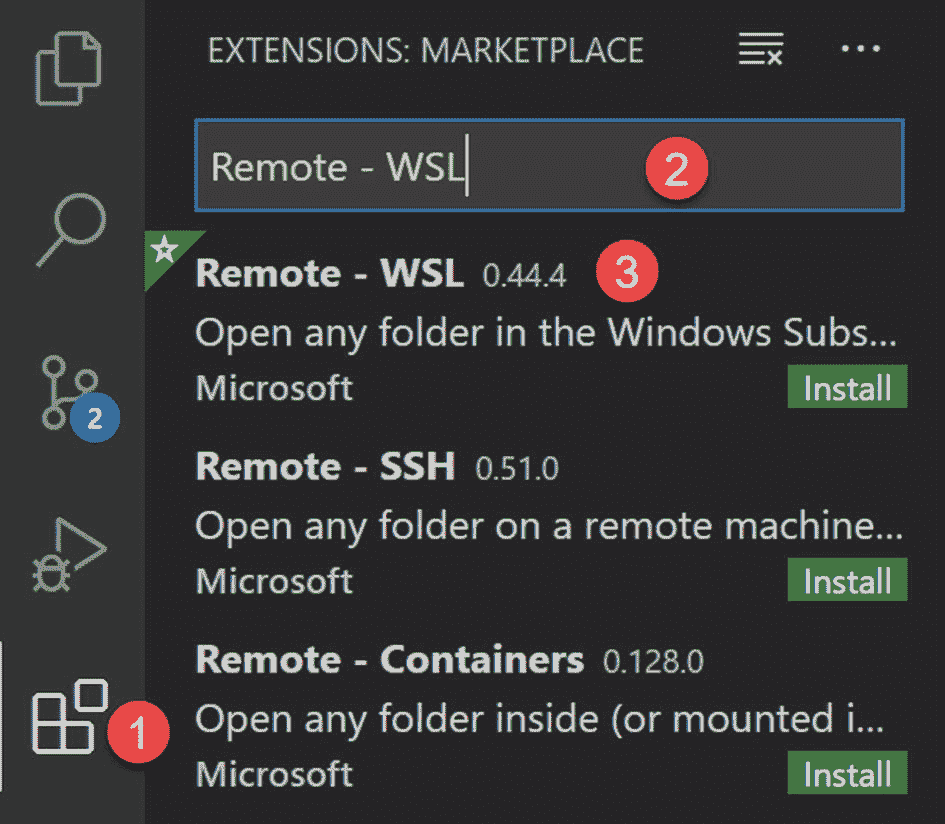 EXTENSIONS: MARKETPLACE
Remote - WSL 2
Remote - WSL 0.44.4 3
Open any folder in the Windows Subs...
Microsoft Install
2
Remote - SSH 0.51.0
Open any folder on a remote machine...
Microsoft Install
Remote - Containers 0.128.0
1 Open any folder inside (or mounted i...
Microsoft Install